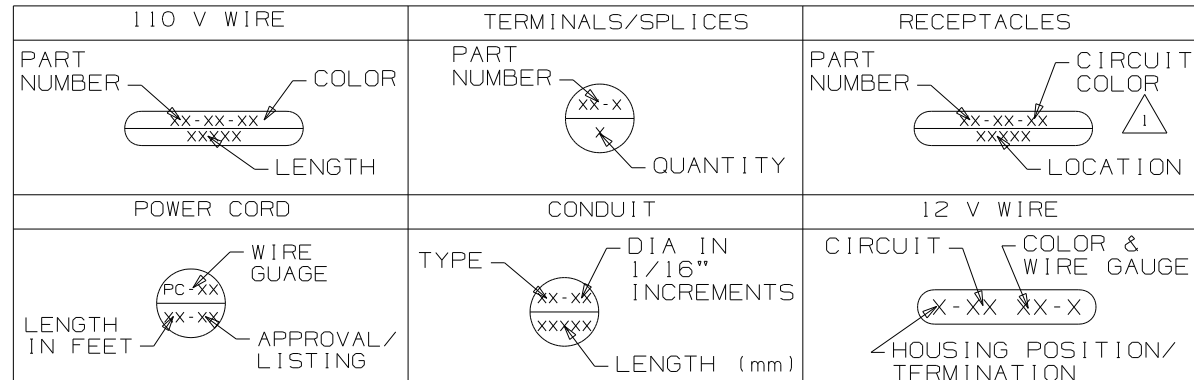 110 V WIRE
PART
NUMBER
COLOR
XX-XX-XX
XXXXX
LENGTH
TERMINALS/SPLICES
PART
NUMBER
XX-X
X
QUANTITY
RECEPTACLES
PART
NUMBER
CIRCUIT
COLOR
1
XX-XX-XX
XXXXX
LOCATION
POWER CORD
WIRE
GUAGE
PC-XX
XX-XX
LENGTH
IN FEET
APPROVAL/
LISTING
CONDUIT
TYPE
DIA IN
1/16"
INCREMENTS
XX-XX
XXXXX
LENGTH (mm)
12 V WIRE
CIRCUIT
COLOR &
WIRE GAUGE
X-XX XX-X
HOUSING POSITION/
TERMINATION